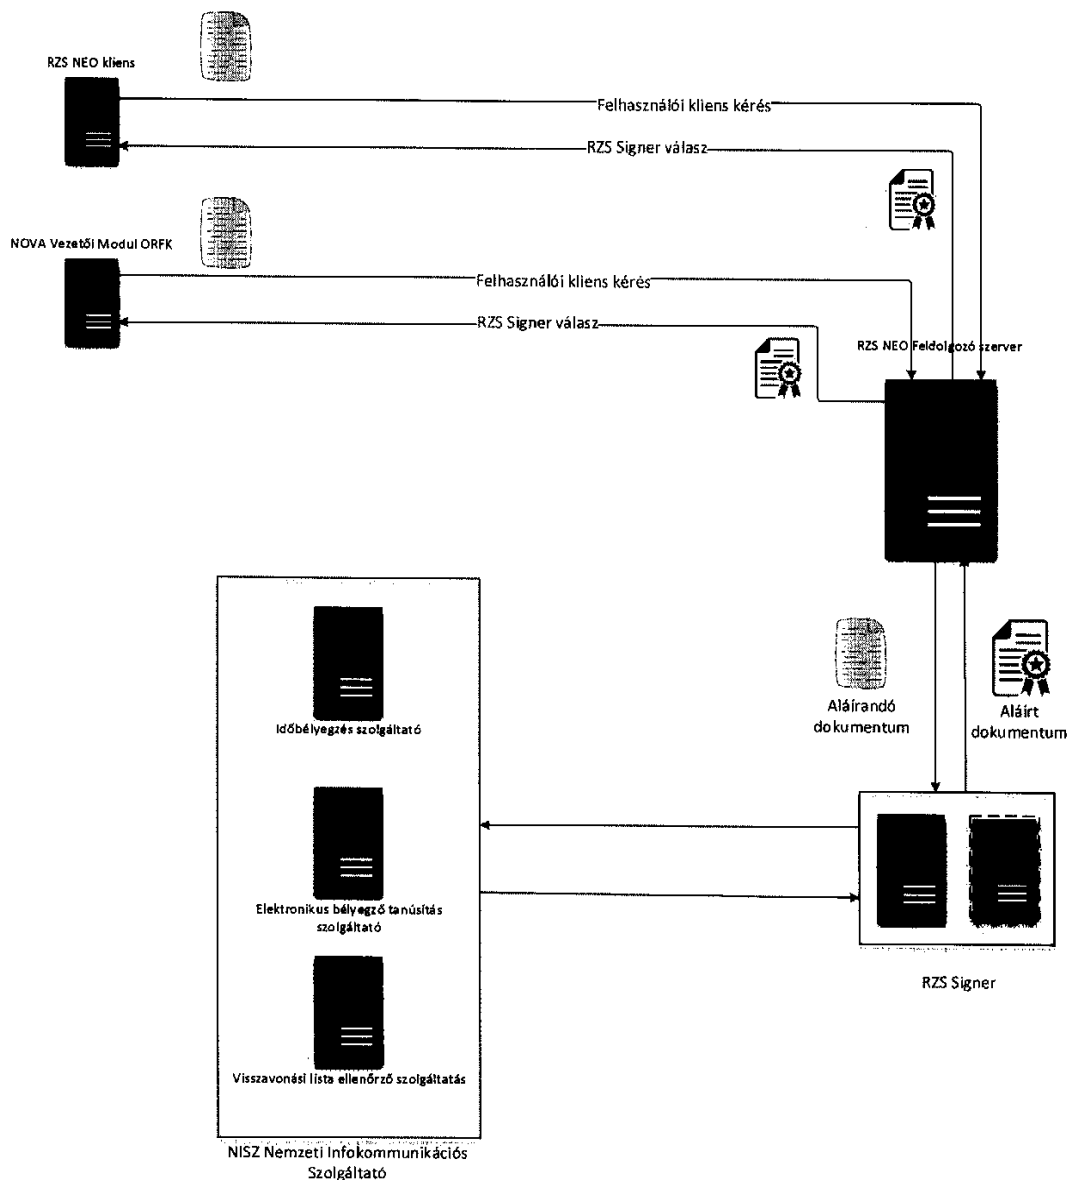 RZS NEO kliens
Felhasználói kliens kérés
RZS Signer válasz
NOVA Vezetői Modul ORFK
Felhasználói kliens kérés
RZS Signer válasz
RZS NEO Feldolgozó szerver
Aláírandó
dokumentum
Aláírt
dokumentum
Időbélyegzés szolgáltató
Elektronikus bélyegző tanúsítás
szolgáltató
Visszavonási lista ellenőrző szolgáltatás
RZS Signer
NISZ Nemzeti Infokommunikációs
Szolgáltató